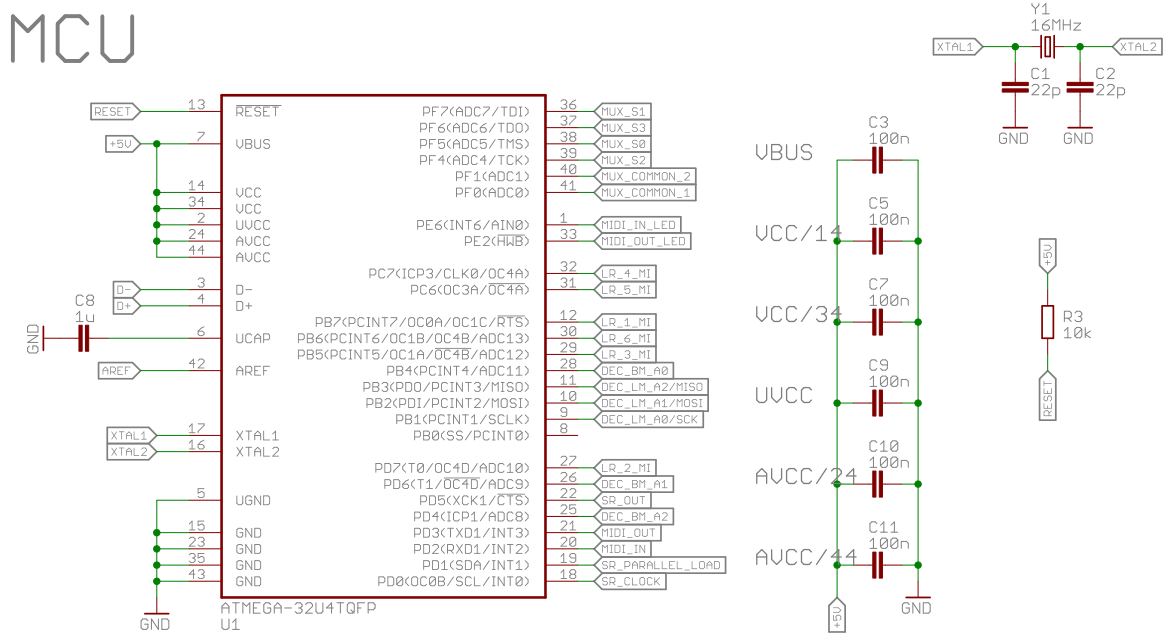 MCU
Y1
16MHz
XTAL1
XTAL2
C1
22p
C2
22p
GND
GND
RESET
13
RESET
+5V
7
VBUS
14
VCC
34
VCC
2
UVCC
24
AVCC
44
AVCC
D-
3
D-
D+
4
D+
C8
1u
GND
6
UCAP
AREF
42
AREF
XTAL1
17
XTAL1
XTAL2
16
XTAL2
5
UGND
15
GND
23
GND
35
GND
43
GND
GND
PF7(ADC7/TDI) 36 MUX_S1
PF6(ADC6/TDO) 37 MUX_S3
PF5(ADC5/TMS) 38 MUX_S0
PF4(ADC4/TCK) 39 MUX_S2
PF1(ADC1) 40 MUX_COMMON_2
PF0(ADC0) 41 MUX_COMMON_1
PE6(INT6/AIN0) 1 MIDI_IN_LED
PE2(HWB) 33 MIDI_OUT_LED
PC7(ICP3/CLK0/OC4A) 32 LR_4_MI
PC6(OC3A/OC4A) 31 LR_5_MI
PB7(PCINT7/OC0A/OC1C/RTS) 12 LR_1_MI
PB6(PCINT6/OC1B/OC4B/ADC13) 30 LR_6_MI
PB5(PCINT5/OC1A/OC4B/ADC12) 29 LR_3_MI
PB4(PCINT4/ADC11) 28 DEC_BM_A0
PB3(PDO/PCINT3/MISO) 11 DEC_LM_A2/MISO
PB2(PDI/PCINT2/MOSI) 10 DEC_LM_A1/MOSI
PB1(PCINT1/SCLK) 9 DEC_LM_A0/SCK
PB0(SS/PCINT0) 8
PD7(T0/OC4D/ADC10) 27 LR_2_MI
PD6(T1/OC4D/ADC9) 26 DEC_BM_A1
PD5(XCK1/CTS) 22 SR_OUT
PD4(ICP1/ADC8) 25 DEC_BM_A2
PD3(TXD1/INT3) 21 MIDI_OUT
PD2(RXD1/INT2) 20 MIDI_IN
PD1(SDA/INT1) 19 SR_PARALLEL_LOAD
PD0(OC0B/SCL/INT0) 18 SR_CLOCK
ATMEGA-32U4TQFP
U1
VBUS
C3
100n
VCC/14
C5
100n
VCC/34
C7
100n
UVCC
C9
100n
AVCC/24
C10
100n
AVCC/44
C11
100n
+5V
GND
+5V
R3
10k
RESET